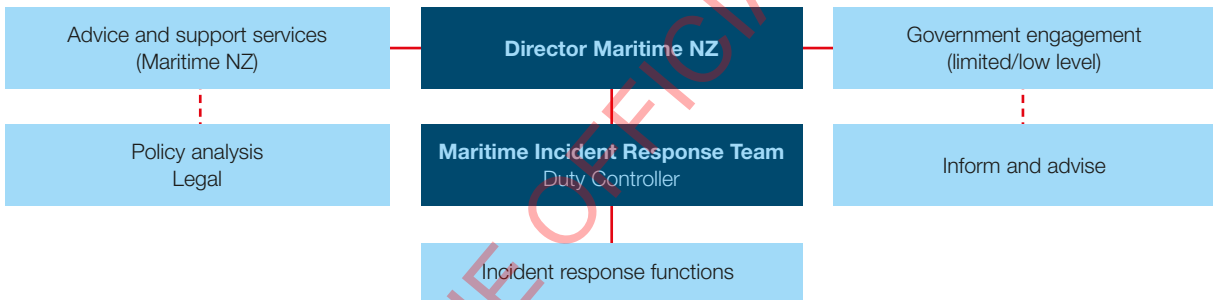 Advice and support services
(Maritime NZ)
Director Maritime NZ
Government engagement
(limited/low level)
Policy analysis
Legal
Maritime Incident Response Team
Duty Controller
Inform and advise
Incident response functions